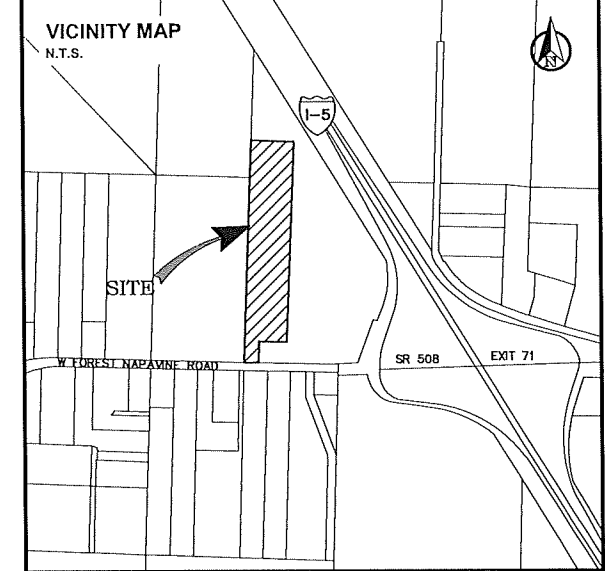 VICINITY MAP
N.T.S.
N
I-5
SITE
W FOREST NAPAVINE ROAD
SR 508
EXIT 71